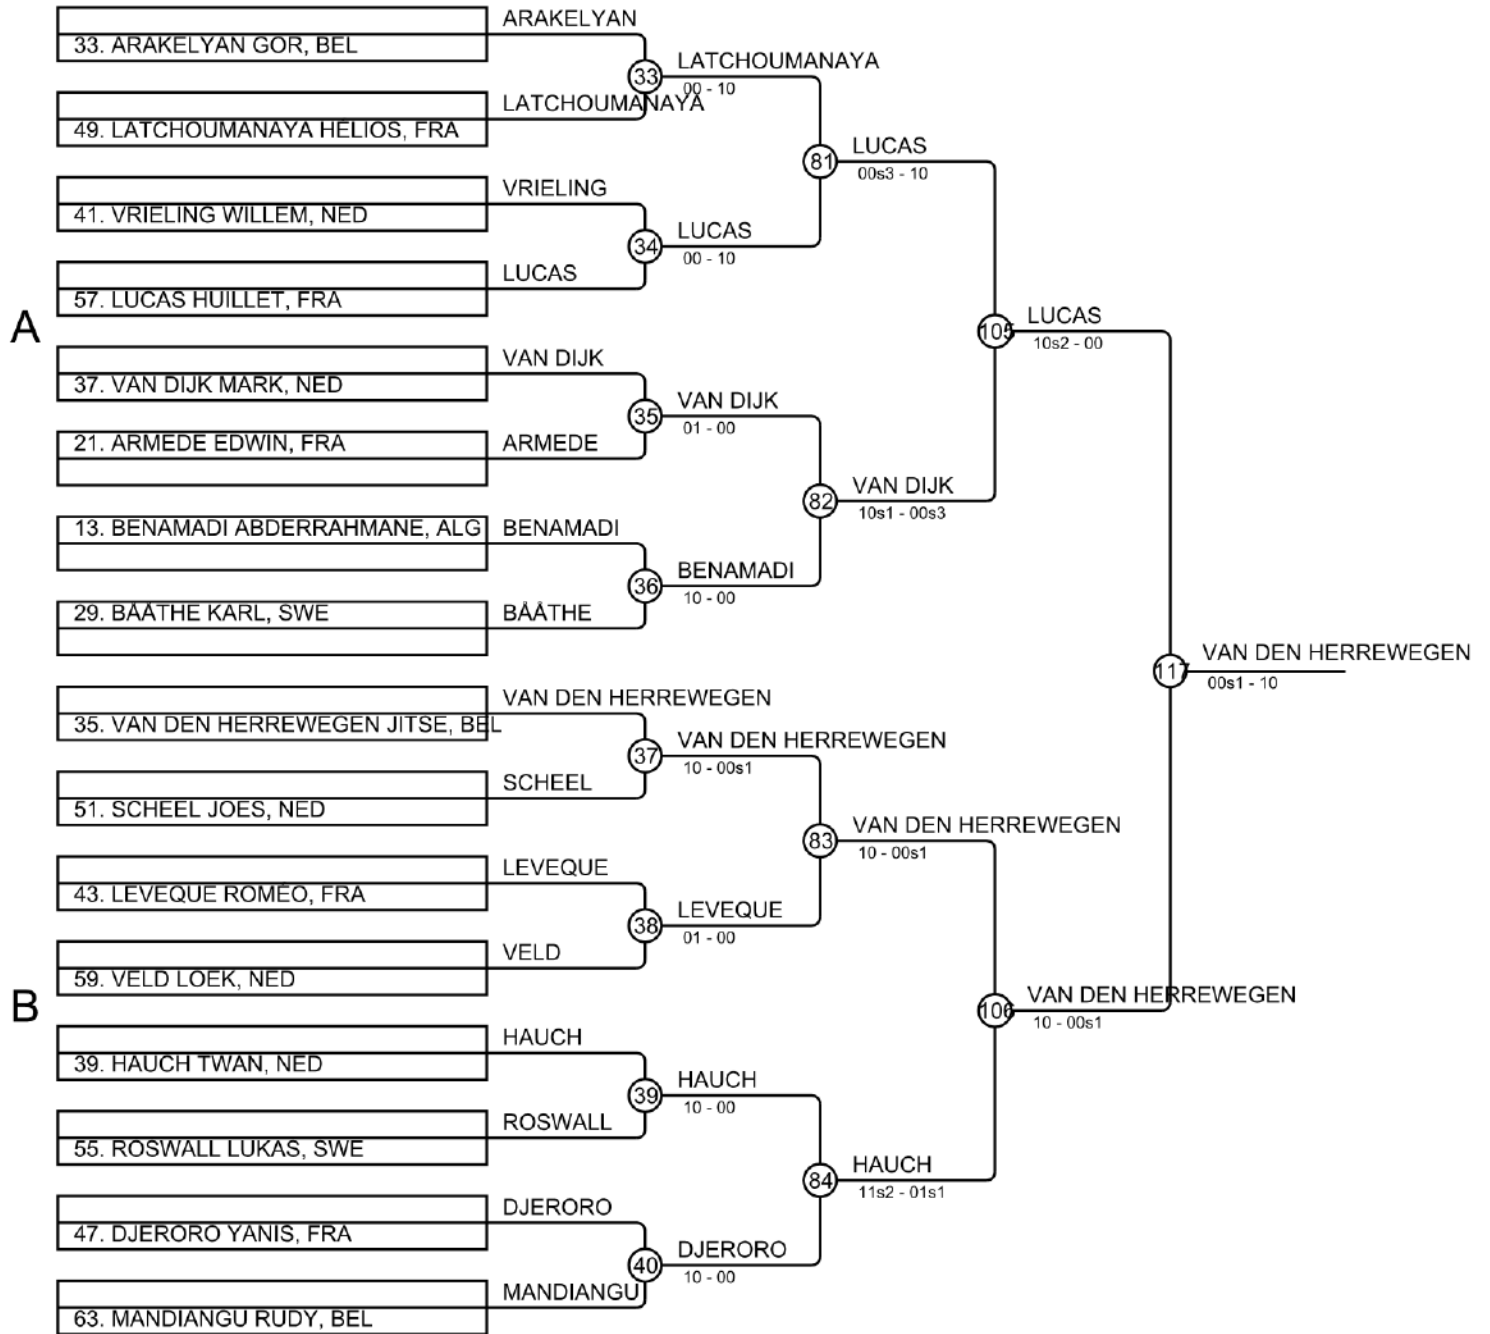 ARAKELYAN
33. ARAKELYAN GOR, BEL
33
LATCHOUMANAYA
00 - 10
LATCHOUMANAYA
49. LATCHOUMANAYA HÉLIOS, FRA
81
LUCAS
00s3 - 10
VRIELING
41. VRIELING WILLEM, NED
34
LUCAS
00 - 10
LUCAS
57. LUCAS HUILLET, FRA
A
105
LUCAS
10s2 - 00
VAN DIJK
37. VAN DIJK MARK, NED
35
VAN DIJK
01 - 00
21. ARMEDE EDWIN, FRA
ARMEDE
82
VAN DIJK
10s1 - 00s3
13. BENAMADI ABDERRAHMANE, ALG
BENAMADI
36
BENAMADI
10 - 00
29. BÅÅTHE KARL, SWE
BÅÅTHE
117
VAN DEN HERREWEGEN
00s1 - 10
VAN DEN HERREWEGEN
35. VAN DEN HERREWEGEN JITSE, BEL
37
VAN DEN HERREWEGEN
10 - 00s1
SCHEEL
51. SCHEEL JOES, NED
83
VAN DEN HERREWEGEN
10 - 00s1
LEVEQUE
43. LEVEQUE ROMÉO, FRA
38
LEVEQUE
01 - 00
VELD
59. VELD LOEK, NED
B
106
VAN DEN HERREWEGEN
10 - 00s1
HAUCH
39. HAUCH TWAN, NED
39
HAUCH
10 - 00
ROSWALL
55. ROSWALL LUKAS, SWE
84
HAUCH
11s2 - 01s1
DJERORO
47. DJERORO YANIS, FRA
40
DJERORO
10 - 00
MANDIANGU
63. MANDIANGU RUDY, BEL